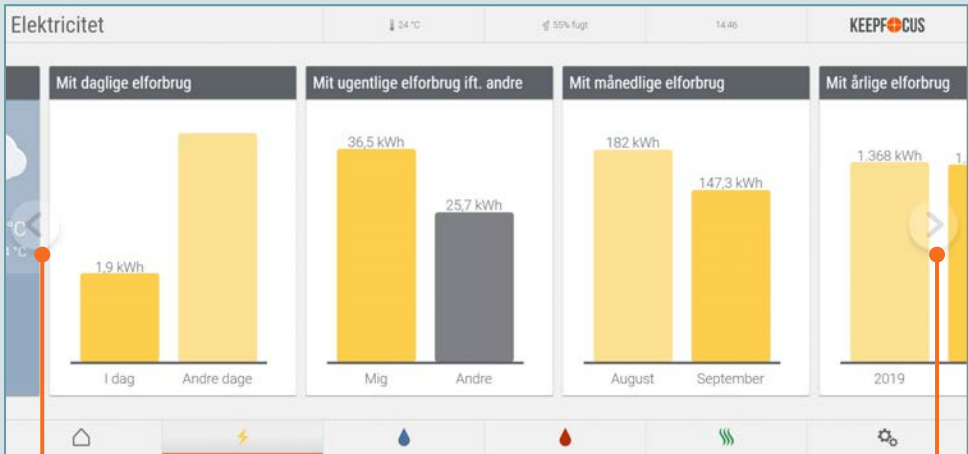 Elektricitet
24 °C
55% fugt
14:46
KEEPFOCUS
Mit daglige elforbrug
1,9 kWh
I dag
Andre dage
Mit ugentlige elforbrug ift. andre
36,5 kWh
25,7 kWh
Mig
Andre
Mit månedlige elforbrug
182 kWh
147,3 kWh
August
September
Mit årlige elforbrug
1.368 kWh
1.
2019
°C
°C